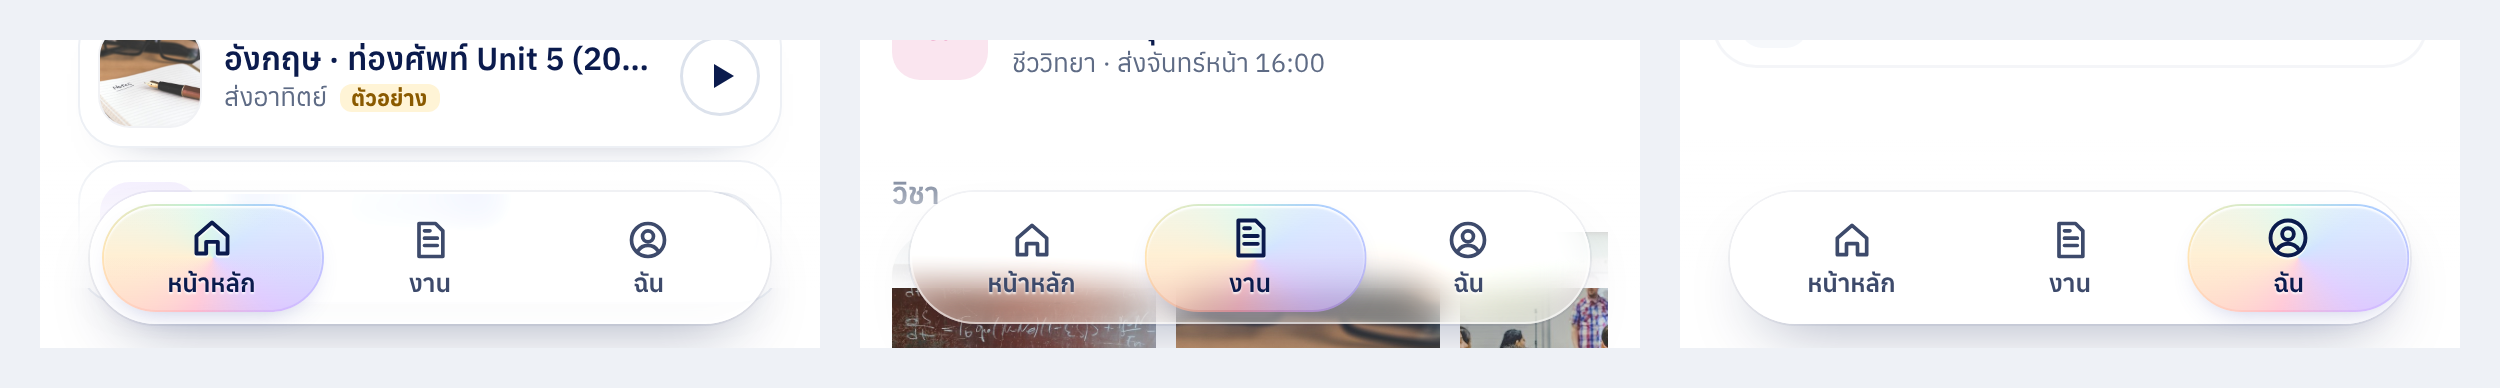 อังกฤษ · ท่องศัพท์ Unit 5 (20...
ส่งอาทิตย์ ตัวอย่าง
หน้าหลัก งาน ฉัน
ชีววิทยา · ส่งจันทร์หน้า 16:00
วิชา
หน้าหลัก งาน ฉัน
หน้าหลัก งาน ฉัน